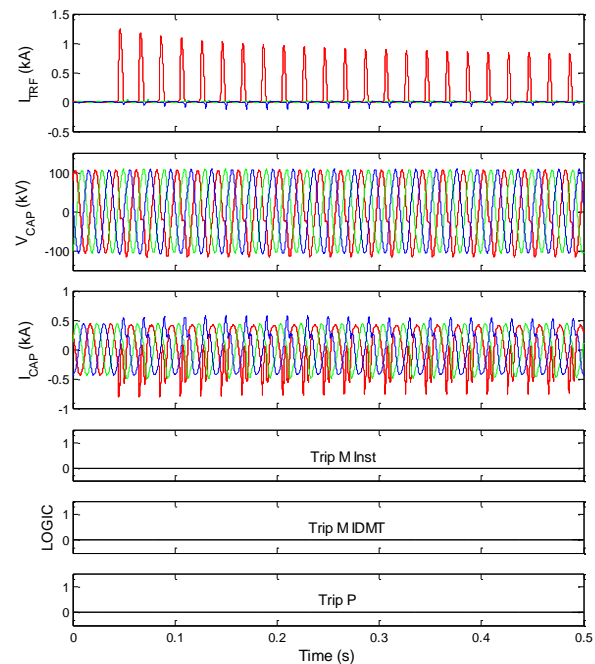 1.5
1
0.5
0
-0.5
I_TRF (kA)
100
0
-100
V_CAP (kV)
1
0.5
0
-0.5
-1
I_CAP (kA)
1
0
Trip M Inst
1
0
Trip M IDMT
LOGIC
1
0
Trip P
0 0.1 0.2 0.3 0.4 0.5
Time (s)